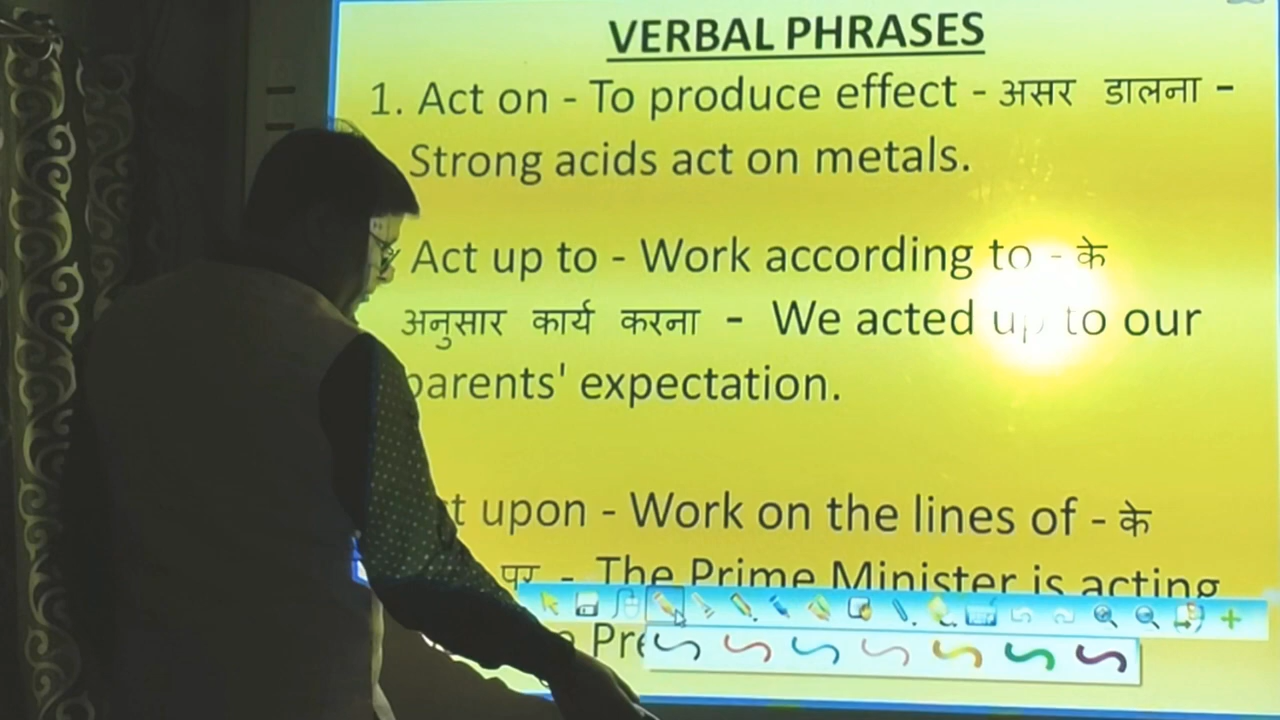 VERBAL PHRASES
1. Act on - To produce effect - असर डालना -
Strong acids act on metals.
Act up to - Work according to - के
अनुसार कार्य करना - We acted up to our
parents' expectation.
upon - Work on the lines of - के
पर - The Prime Minister is acting